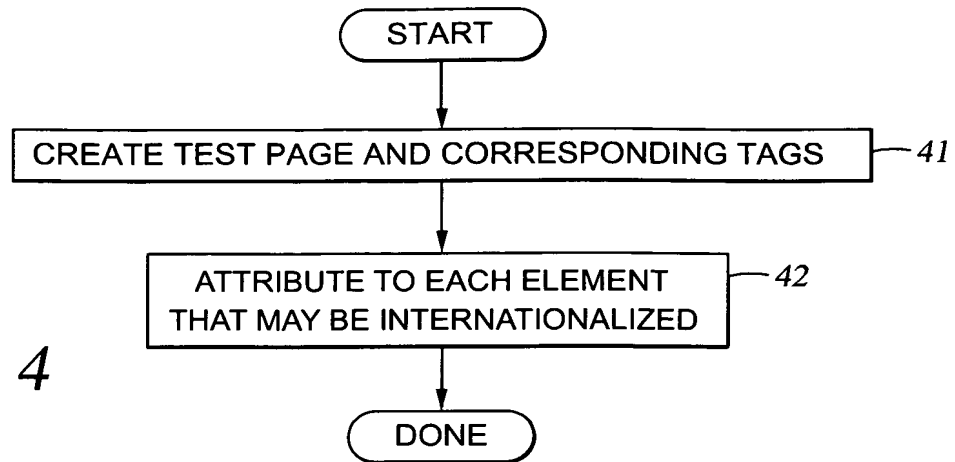 START
CREATE TEST PAGE AND CORRESPONDING TAGS
41
ATTRIBUTE TO EACH ELEMENT
THAT MAY BE INTERNATIONALIZED
42
4
DONE